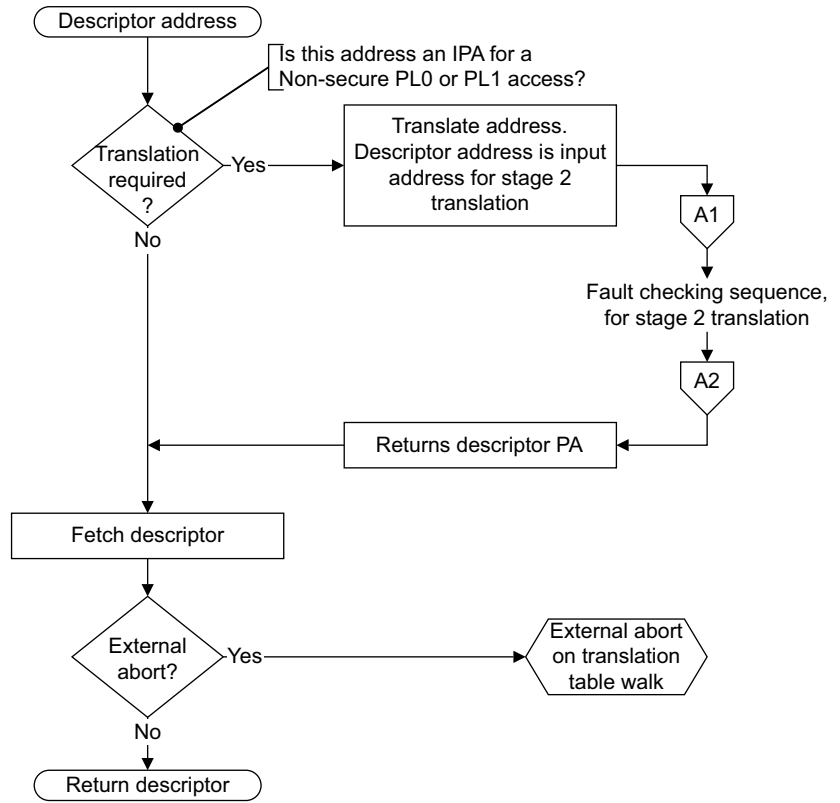 Descriptor address
Is this address an IPA for a
Non-secure PL0 or PL1 access?
Translation
required
?
Yes
No
Translate address.
Descriptor address is input
address for stage 2
translation
A1
Fault checking sequence,
for stage 2 translation
A2
Returns descriptor PA
Fetch descriptor
External
abort?
Yes
No
External abort
on translation
table walk
Return descriptor